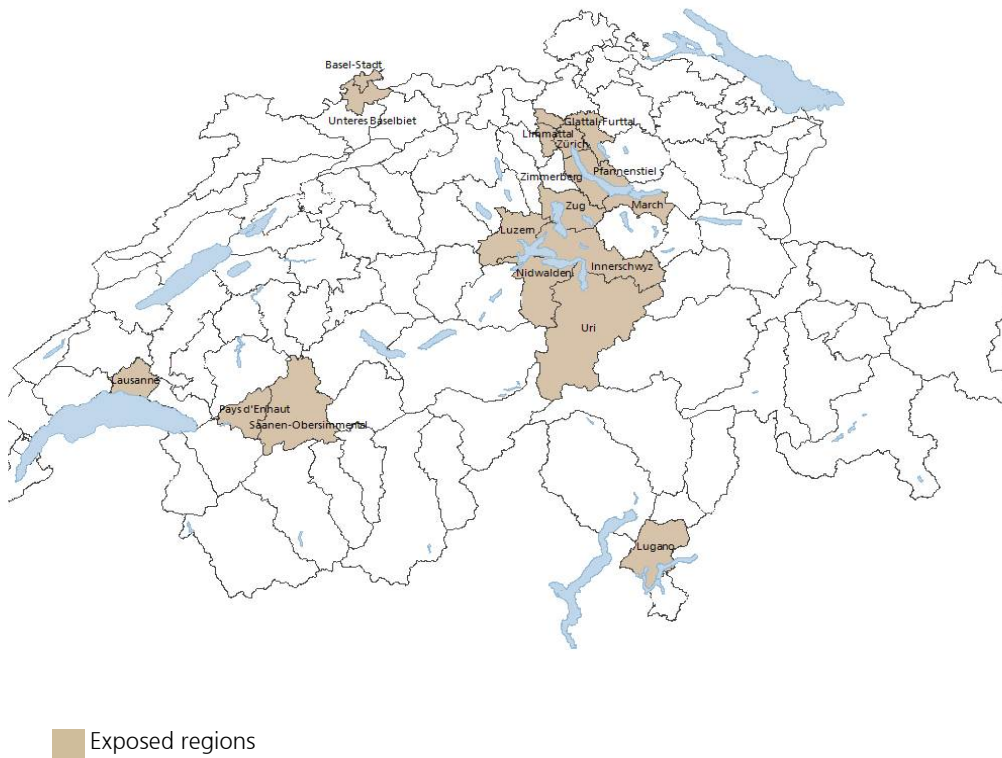 Basel-Stadt
Unteres Baselbiet
Glattal-Furttal
Limmattal
Zürich
Zimmerberg
Pfannenstiel
Zug
March
Luzern
Nidwalden
Innerschwyz
Uri
Lausanne
Pays d'Enhaut
Saanen-Obersimmental
Lugano
Exposed regions